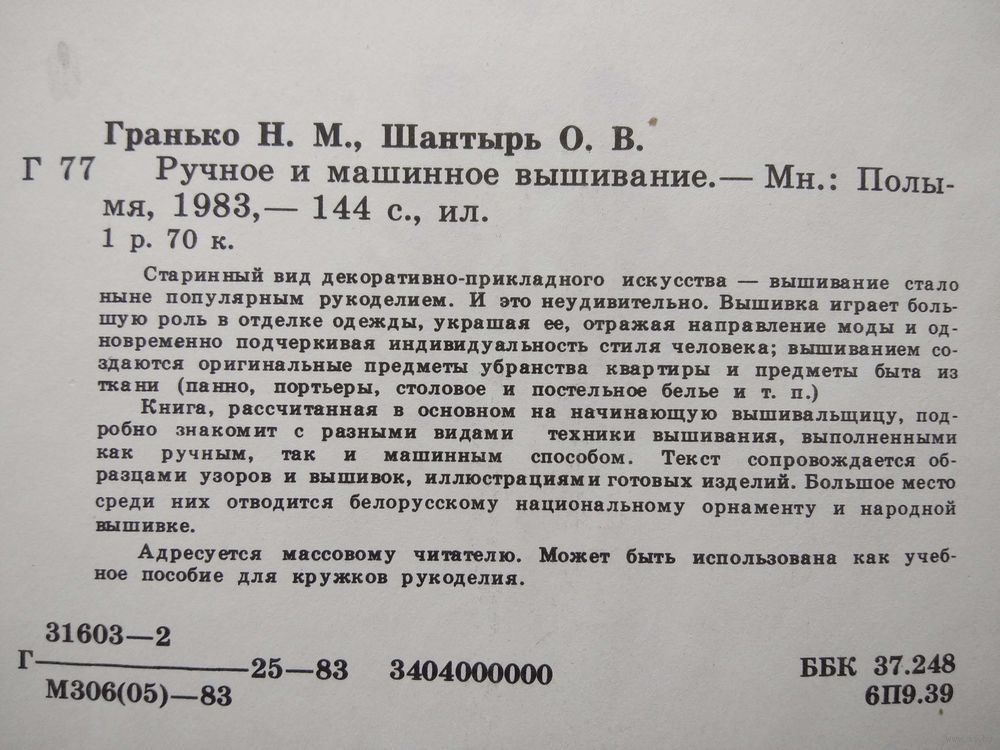 Гранько Н. М., Шантырь О. В.
Г 77 Ручное и машинное вышивание.— Мн.: Полы-
мя, 1983,— 144 с., ил.
1 р. 70 к.
Старинный вид декоративно-прикладного искусства — вышивание стало
ныне популярным рукоделием. И это неудивительно. Вышивка играет боль-
шую роль в отделке одежды, украшая ее, отражая направление моды и од-
новременно подчеркивая индивидуальность стиля человека; вышиванием соз-
даются оригинальные предметы убранства квартиры и предметы быта из
ткани (панно, портьеры, столовое и постельное белье и т. п.)
Книга, рассчитанная в основном на начинающую вышивальщицу, под-
робно знакомит с разными видами техники вышивания, выполненными
как ручным, так и машинным способом. Текст сопровождается об-
разцами узоров и вышивок, иллюстрациями готовых изделий. Большое место
среди них отводится белорусскому национальному орнаменту и народной
вышивке.
Адресуется массовому читателю. Может быть использована как учеб-
ное пособие для кружков рукоделия.
31603—2
Г——————25—83 3404000000
М306(05)—83
ББК 37.248
6П9.39